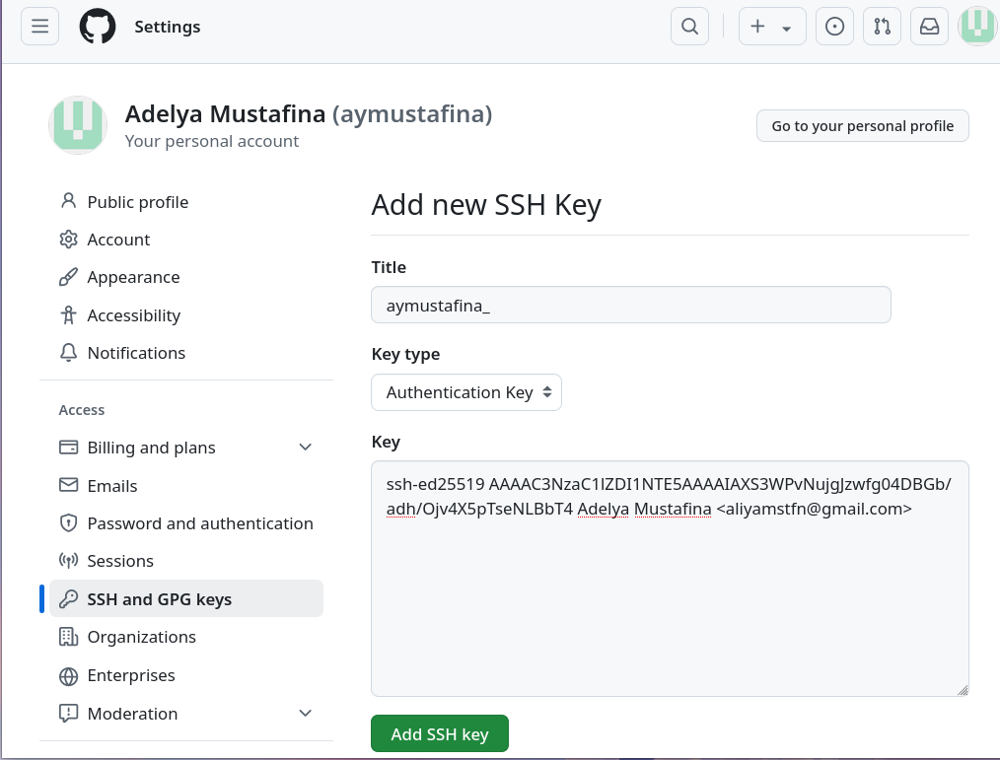 Settings
Adelya Mustafina (aymustafina)
Your personal account
Go to your personal profile
Public profile
Account
Appearance
Accessibility
Notifications
Access
Billing and plans
Emails
Password and authentication
Sessions
SSH and GPG keys
Organizations
Enterprises
Moderation
Add new SSH Key
Title
aymustafina_
Key type
Authentication Key
Key
ssh-ed25519 AAAAC3NzaC1lZDI1NTE5AAAAIAXS3WPvNujgJzwfg04DBGb/
adh/Ojv4X5pTseNLBbT4 Adelya Mustafina <aliyamstfn@gmail.com>
Add SSH key